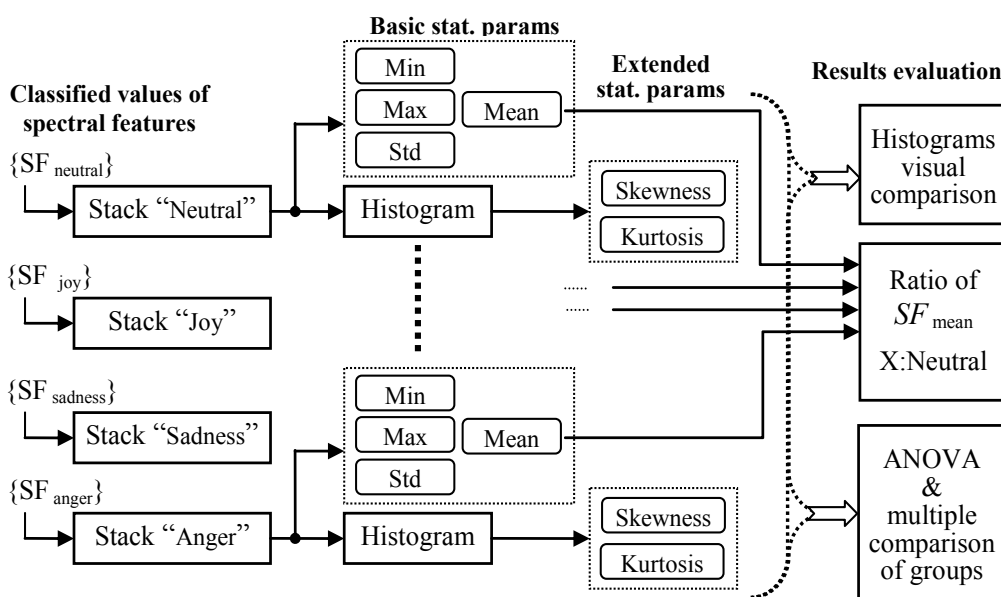 Basic stat. params
Min
Max
Mean
Std
Extended
stat. params
Results evaluation
Classified values of
spectral features
{SF neutral}
Stack “Neutral”
Histogram
Skewness
Kurtosis
Histograms
visual
comparison
{SF joy}
Stack “Joy”
......
......
Ratio of
SF mean
X:Neutral
{SF sadness}
Stack “Sadness”
Min
Max
Mean
Std
{SF anger}
Stack “Anger”
Histogram
Skewness
Kurtosis
ANOVA
&
multiple
comparison
of groups